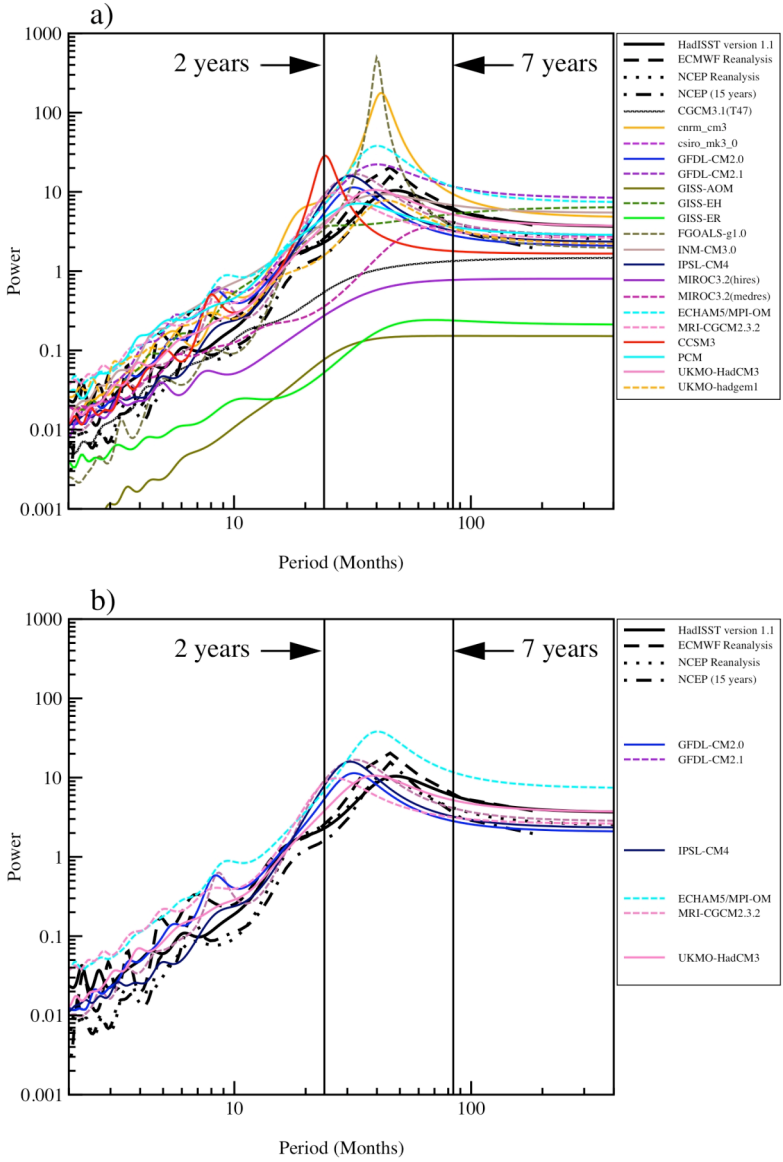 a)
1000
100
10
1
0.1
0.01
0.001
Power
2 years
7 years
10
100
Period (Months)
HadISST version 1.1
ECMWF Reanalysis
NCEP Reanalysis
NCEP (15 years)
CGCM3.1(T47)
cnrm_cm3
csiro_mk3_0
GFDL-CM2.0
GFDL-CM2.1
GISS-AOM
GISS-EH
GISS-ER
FGOALS-g1.0
INM-CM3.0
IPSL-CM4
MIROC3.2(hires)
MIROC3.2(medres)
ECHAM5/MPI-OM
MRI-CGCM2.3.2
CCSM3
PCM
UKMO-HadCM3
UKMO-hadgem1
b)
1000
100
10
1
0.1
0.01
0.001
Power
2 years
7 years
10
100
Period (Months)
HadISST version 1.1
ECMWF Reanalysis
NCEP Reanalysis
NCEP (15 years)
GFDL-CM2.0
GFDL-CM2.1
IPSL-CM4
ECHAM5/MPI-OM
MRI-CGCM2.3.2
UKMO-HadCM3